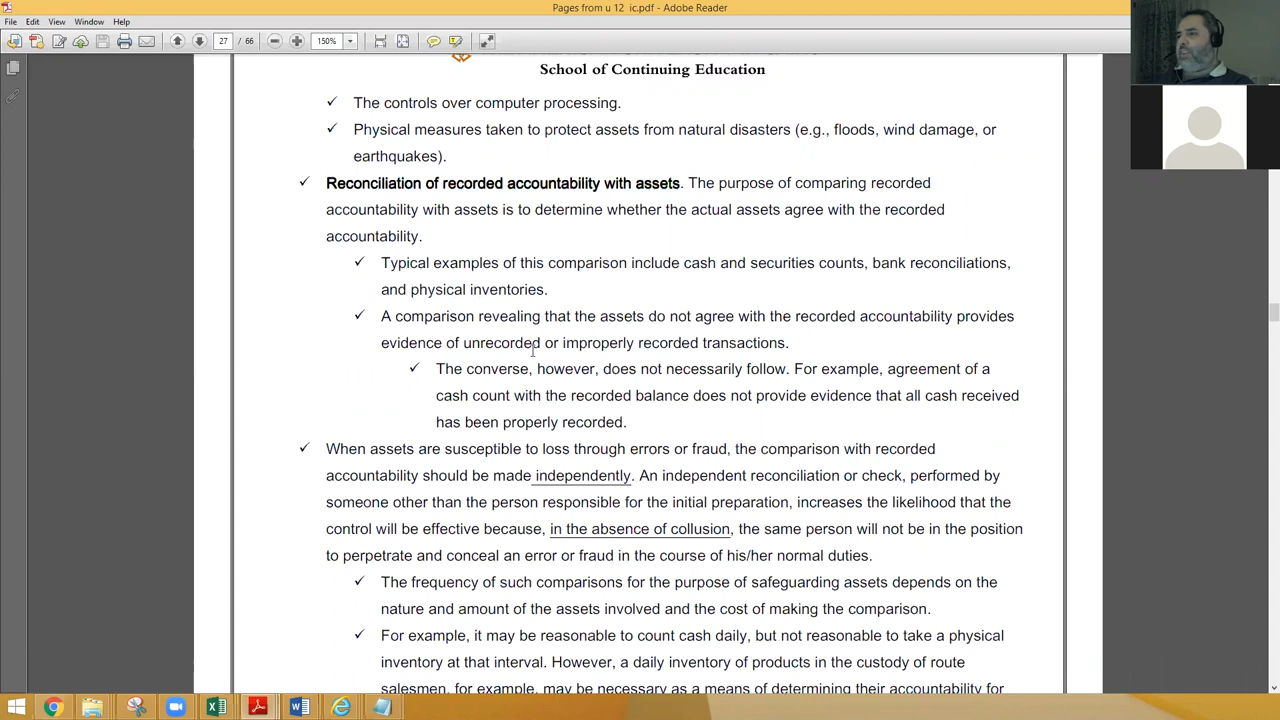 Pages from u 12 ic.pdf - Adobe Reader
File Edit View Window Help
27 / 66 150%
School of Continuing Education
The controls over computer processing.
Physical measures taken to protect assets from natural disasters (e.g., floods, wind damage, or
earthquakes).
Reconciliation of recorded accountability with assets. The purpose of comparing recorded
accountability with assets is to determine whether the actual assets agree with the recorded
accountability.
Typical examples of this comparison include cash and securities counts, bank reconciliations,
and physical inventories.
A comparison revealing that the assets do not agree with the recorded accountability provides
evidence of unrecorded or improperly recorded transactions.
The converse, however, does not necessarily follow. For example, agreement of a
cash count with the recorded balance does not provide evidence that all cash received
has been properly recorded.
When assets are susceptible to loss through errors or fraud, the comparison with recorded
accountability should be made independently. An independent reconciliation or check, performed by
someone other than the person responsible for the initial preparation, increases the likelihood that the
control will be effective because, in the absence of collusion, the same person will not be in the position
to perpetrate and conceal an error or fraud in the course of his/her normal duties.
The frequency of such comparisons for the purpose of safeguarding assets depends on the
nature and amount of the assets involved and the cost of making the comparison.
For example, it may be reasonable to count cash daily, but not reasonable to take a physical
inventory at that interval. However, a daily inventory of products in the custody of route
salesmen, for example, may be necessary as a means of determining their accountability for